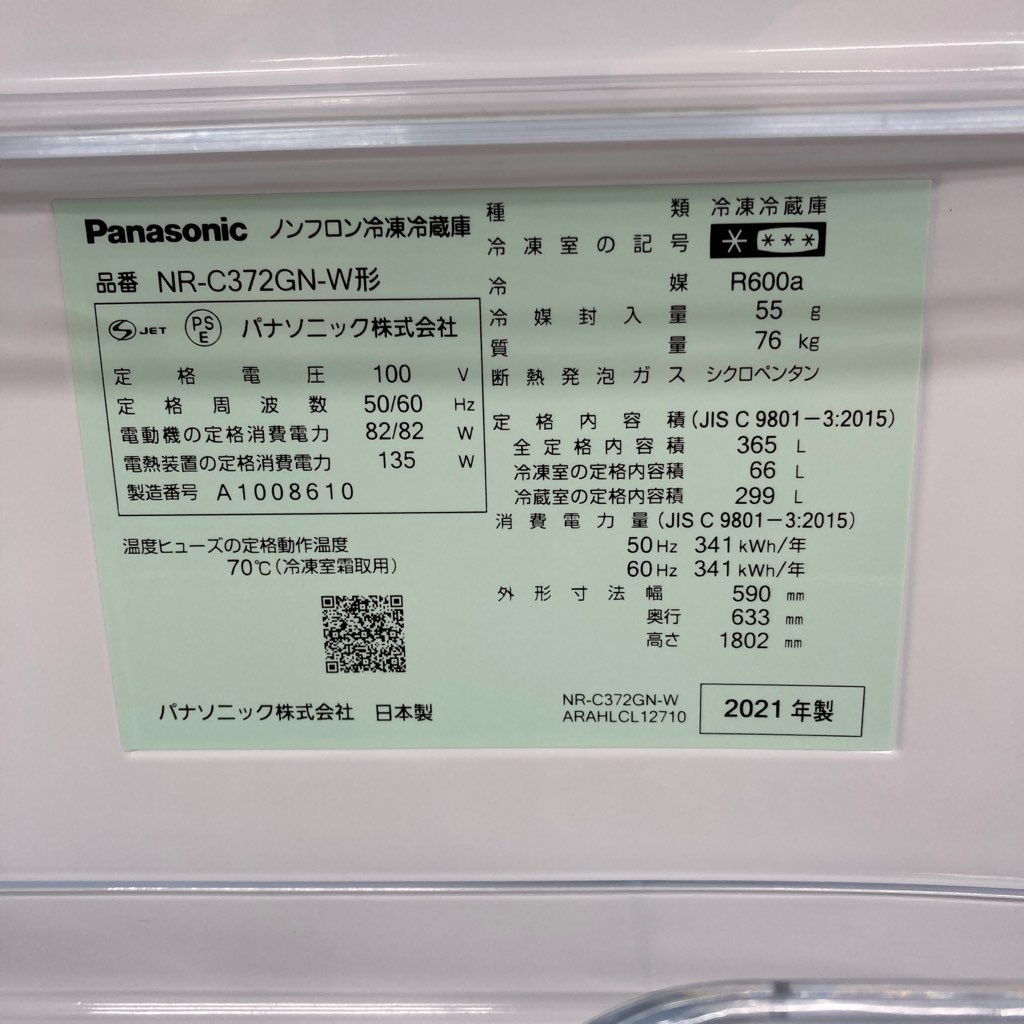 Panasonic ノンフロン冷凍冷蔵庫
品番 NR-C372GN-W形
S JET PS E パナソニック株式会社
定格電圧 100 V
定格周波数 50/60 Hz
電動機の定格消費電力 82/82 W
電熱装置の定格消費電力 135 W
製造番号 A1008610
温度ヒューズの定格動作温度
70℃(冷凍室霜取用)
パナソニック株式会社 日本製
種類 冷凍冷蔵庫
冷凍室の記号 * ***
冷媒 R600a
冷媒封入量 55 g
質量 76 kg
断熱発泡ガス シクロペンタン
定格内容積(JIS C 9801-3:2015)
全定格内容積 365 L
冷凍室の定格内容積 66 L
冷蔵室の定格内容積 299 L
消費電力量(JIS C 9801-3:2015)
50Hz 341kWh/年
60Hz 341kWh/年
外形寸法幅 590 mm
奥行 633 mm
高さ 1802 mm
NR-C372GN-W
ARAHLCL12710
2021年製